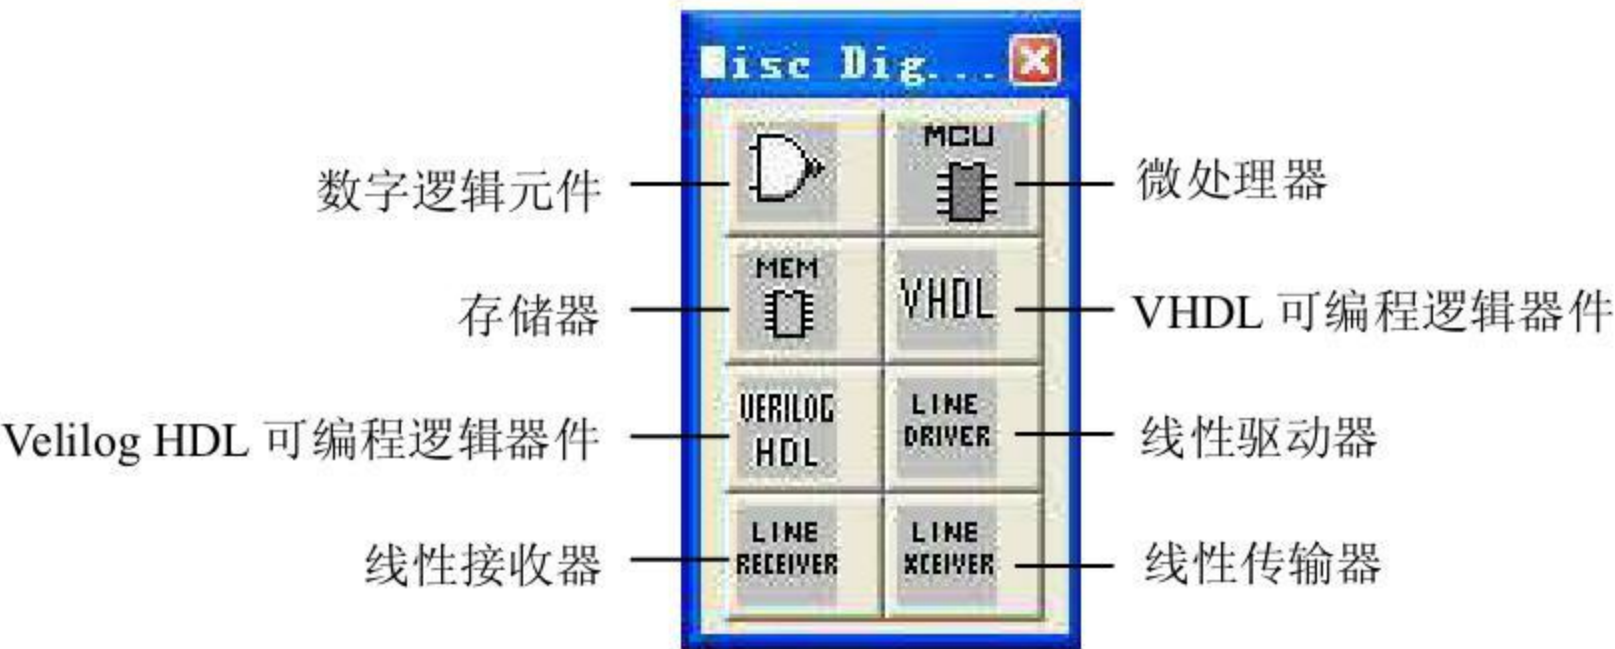 Misc Dig...
数字逻辑元件
MCU
微处理器
存储器
MEM
VHDL
VHDL 可编程逻辑器件
Velilog HDL 可编程逻辑器件
VERILOG
HDL
LINE
DRIVER
线性驱动器
线性接收器
LINE
RECEIVER
LINE
XCEIVER
线性传输器